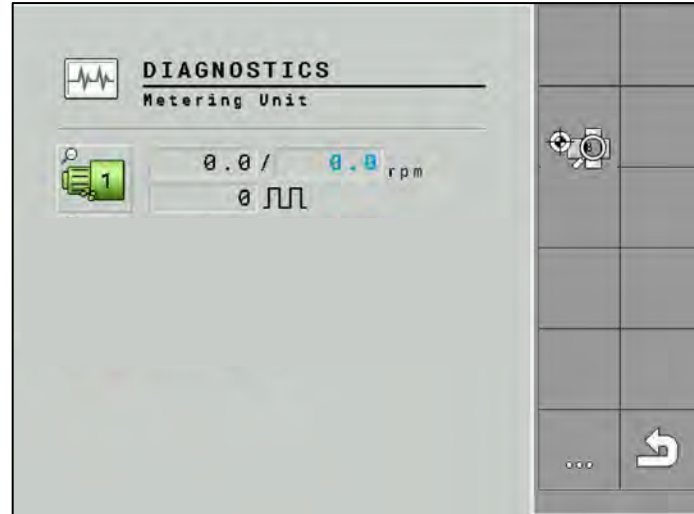 DIAGNOSTICS
Metering Unit
1
0.0 / 0.0 rpm
0
...